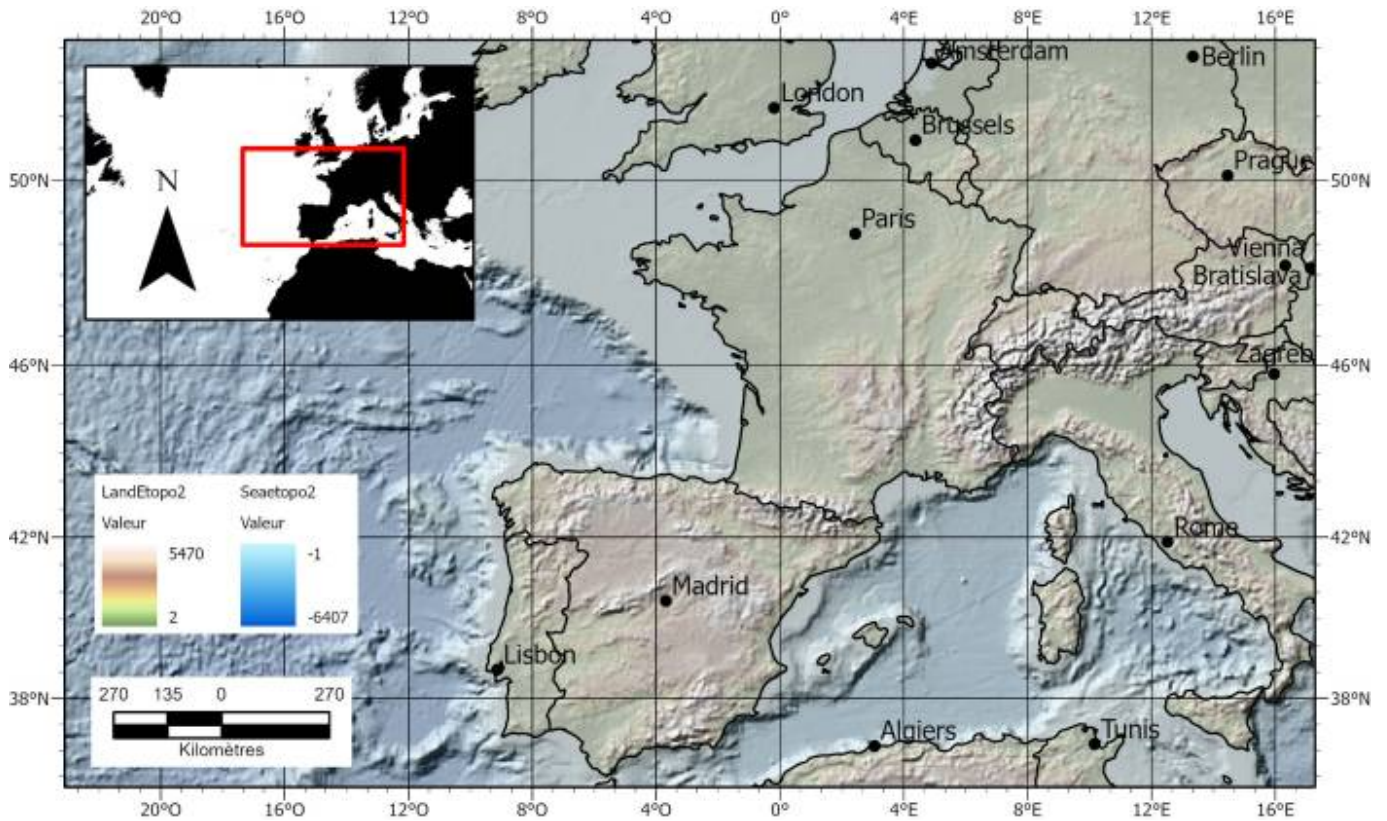 20° 16° 12° 8° 4° 0° 4° 8° 12° 16°
Amsterdam
Berlin
London
Brussels
Prague
N
50°N 50°N
Paris
Vienna
Bratislava
46°N 46°N
Zagreb
LandEtopo2 Seaetopo2
Valeur Valeur
5470 -1
2 -6407
42°N 42°N
Rome
Madrid
Lisbon
270 135 0 270
Kilomètres
38°N 38°N
Algiers
Tunis
20°O 16°O 12°O 8°O 4°O 0° 4°E 8°E 12°E 16°E